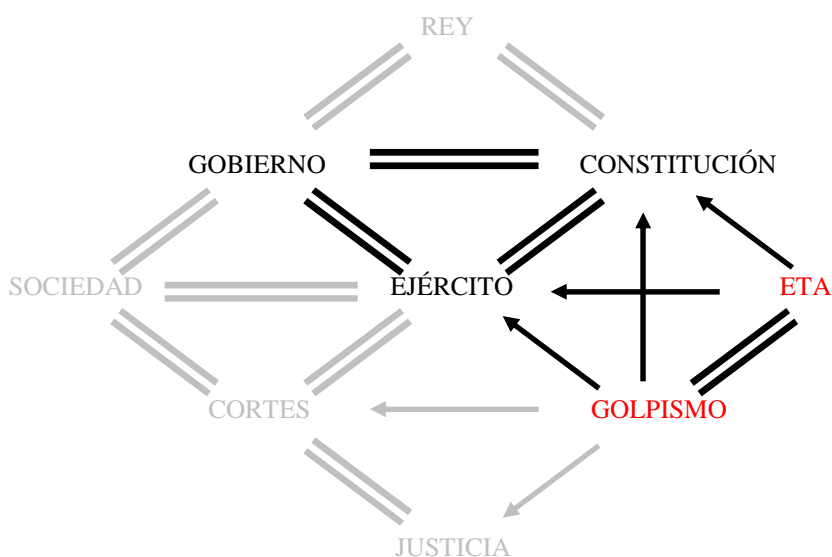 REY
GOBIERNO
CONSTITUCIÓN
SOCIEDAD
EJÉRCITO
ETA
CORTES
GOLPISMO
JUSTICIA